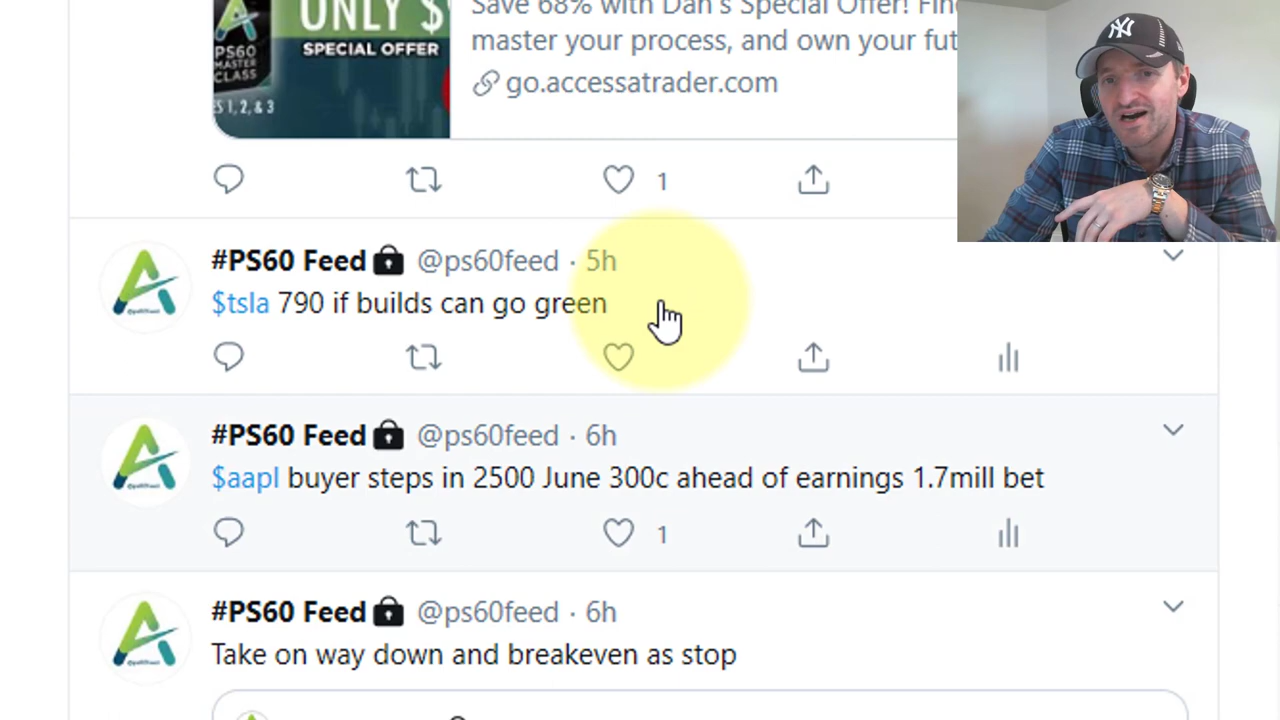 ONLY $
SPECIAL OFFER
PS60
MASTER
CLASS
ES 1, 2, & 3
Save 68% with Dan's Special Offer!
master your process, and own your
go.accessatrader.com
1
#PS60 Feed @ps60feed · 5h
$tsla 790 if builds can go green
#PS60 Feed @ps60feed · 6h
$aapl buyer steps in 2500 June 300c ahead of earnings 1.7mill bet
1
#PS60 Feed @ps60feed · 6h
Take on way down and breakeven as stop